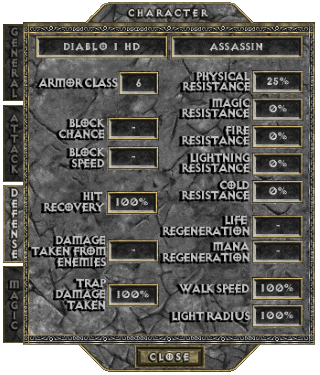 CHARACTER
DIABLO 1 HD
ASSASSIN
GENERAL
ATTACK
DEFENSE
MAGIC
ARMOR CLASS 6
BLOCK
CHANCE -
BLOCK
SPEED -
HIT
RECOVERY 100%
DAMAGE
TAKEN FROM
ENEMIES -
TRAP
DAMAGE
TAKEN 100%
PHYSICAL
RESISTANCE 25%
MAGIC
RESISTANCE 0%
FIRE
RESISTANCE 0%
LIGHTNING
RESISTANCE 0%
COLD
RESISTANCE 0%
LIFE
REGENERATION -
MANA
REGENERATION -
WALK SPEED 100%
LIGHT RADIUS 100%
CLOSE